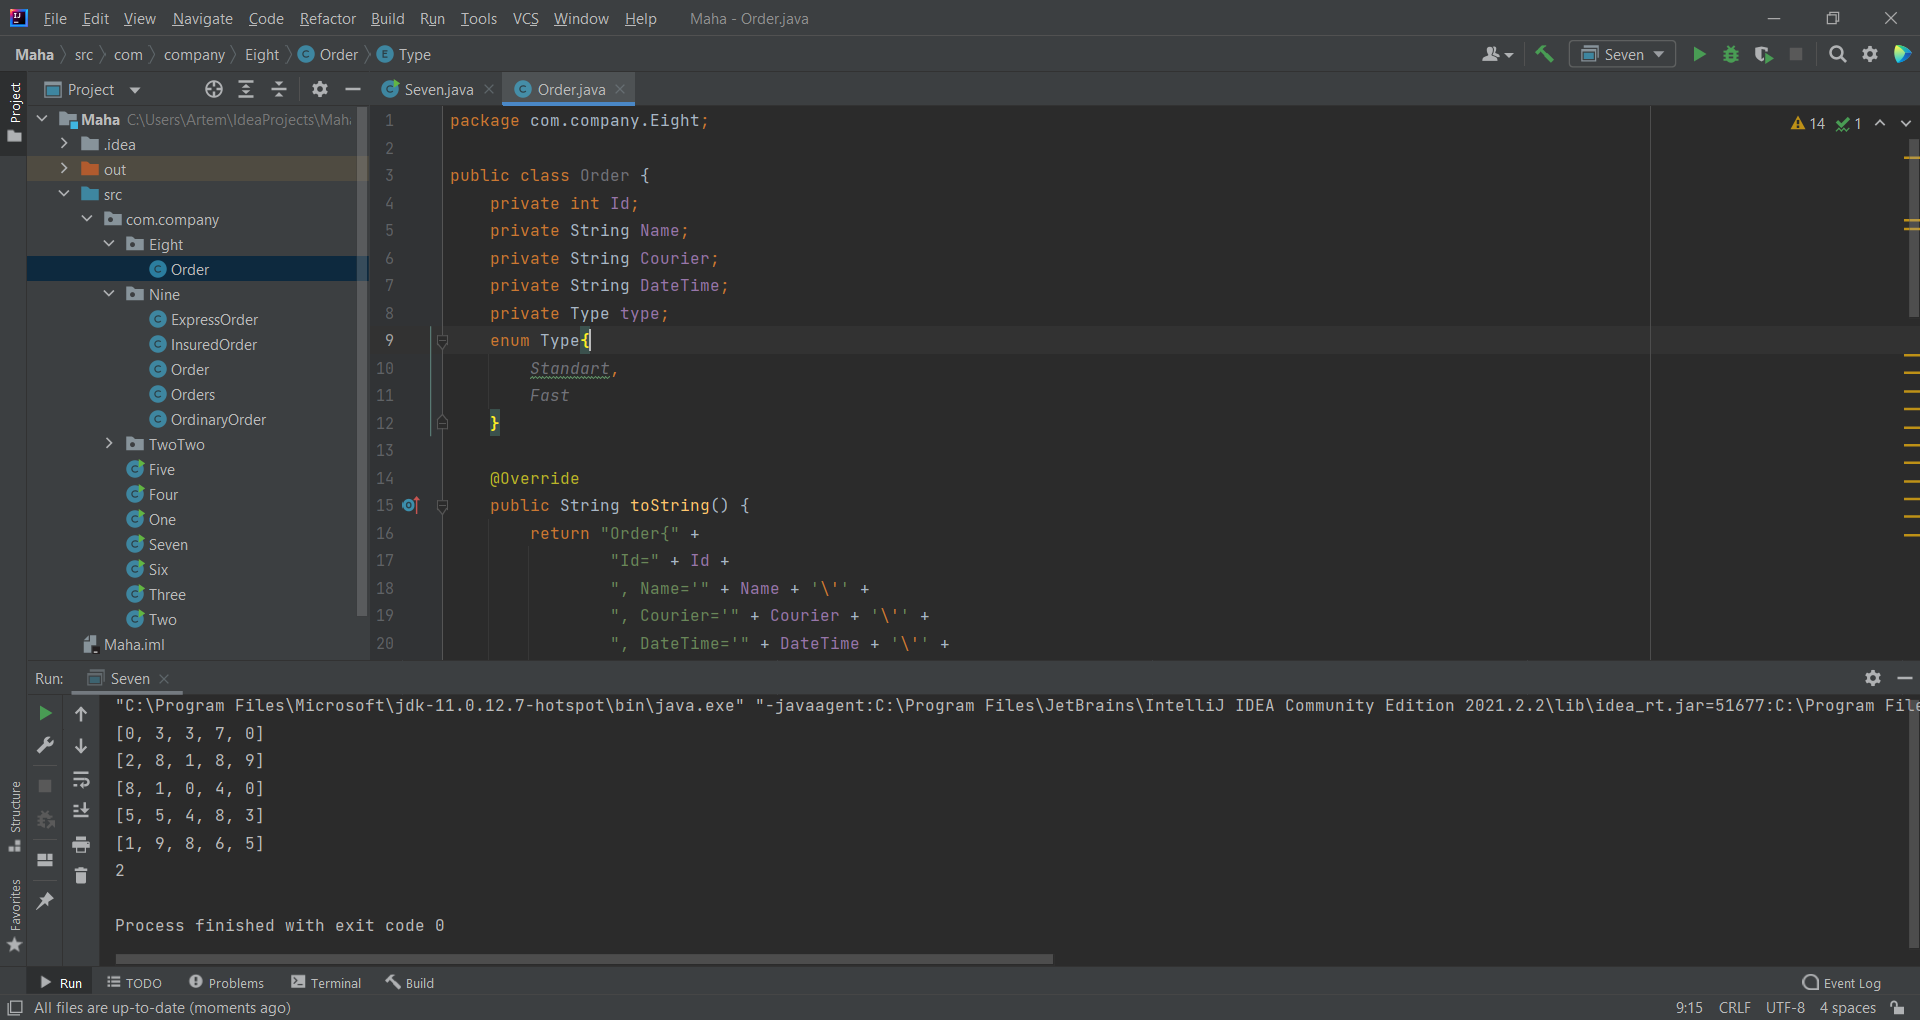 File Edit View Navigate Code Refactor Build Run Tools VCS Window Help Maha - Order.java
Maha src com company Eight Order Type Seven
Project
Project
Seven.java Order.java
Maha C:\Users\Artem\IdeaProjects\Maha
.idea
out
src
com.company
Eight
Order
Nine
ExpressOrder
InsuredOrder
Order
Orders
OrdinaryOrder
TwoTwo
Five
Four
One
Seven
Six
Three
Two
Maha.iml
14 1
1 package com.company.Eight;
2
3 public class Order {
4 private int Id;
5 private String Name;
6 private String Courier;
7 private String DateTime;
8 private Type type;
9 enum Type{
10 Standart,
11 Fast
12 }
13
14 @Override
15 public String toString() {
16 return "Order{" +
17 "Id=" + Id +
18 ", Name='" + Name + '\'' +
19 ", Courier='" + Courier + '\'' +
20 ", DateTime='" + DateTime + '\'' +
Run: Seven
"C:\Program Files\Microsoft\jdk-11.0.12.7-hotspot\bin\java.exe" "-javaagent:C:\Program Files\JetBrains\IntelliJ IDEA Community Edition 2021.2.2\lib\idea_rt.jar=51677:C:\Program File
[0, 3, 3, 7, 0]
[2, 8, 1, 8, 9]
[8, 1, 0, 4, 0]
[5, 5, 4, 8, 3]
[1, 9, 8, 6, 5]
2
Process finished with exit code 0
Structure
Favorites
Run TODO Problems Terminal Build Event Log
All files are up-to-date (moments ago) 9:15 CRLF UTF-8 4 spaces